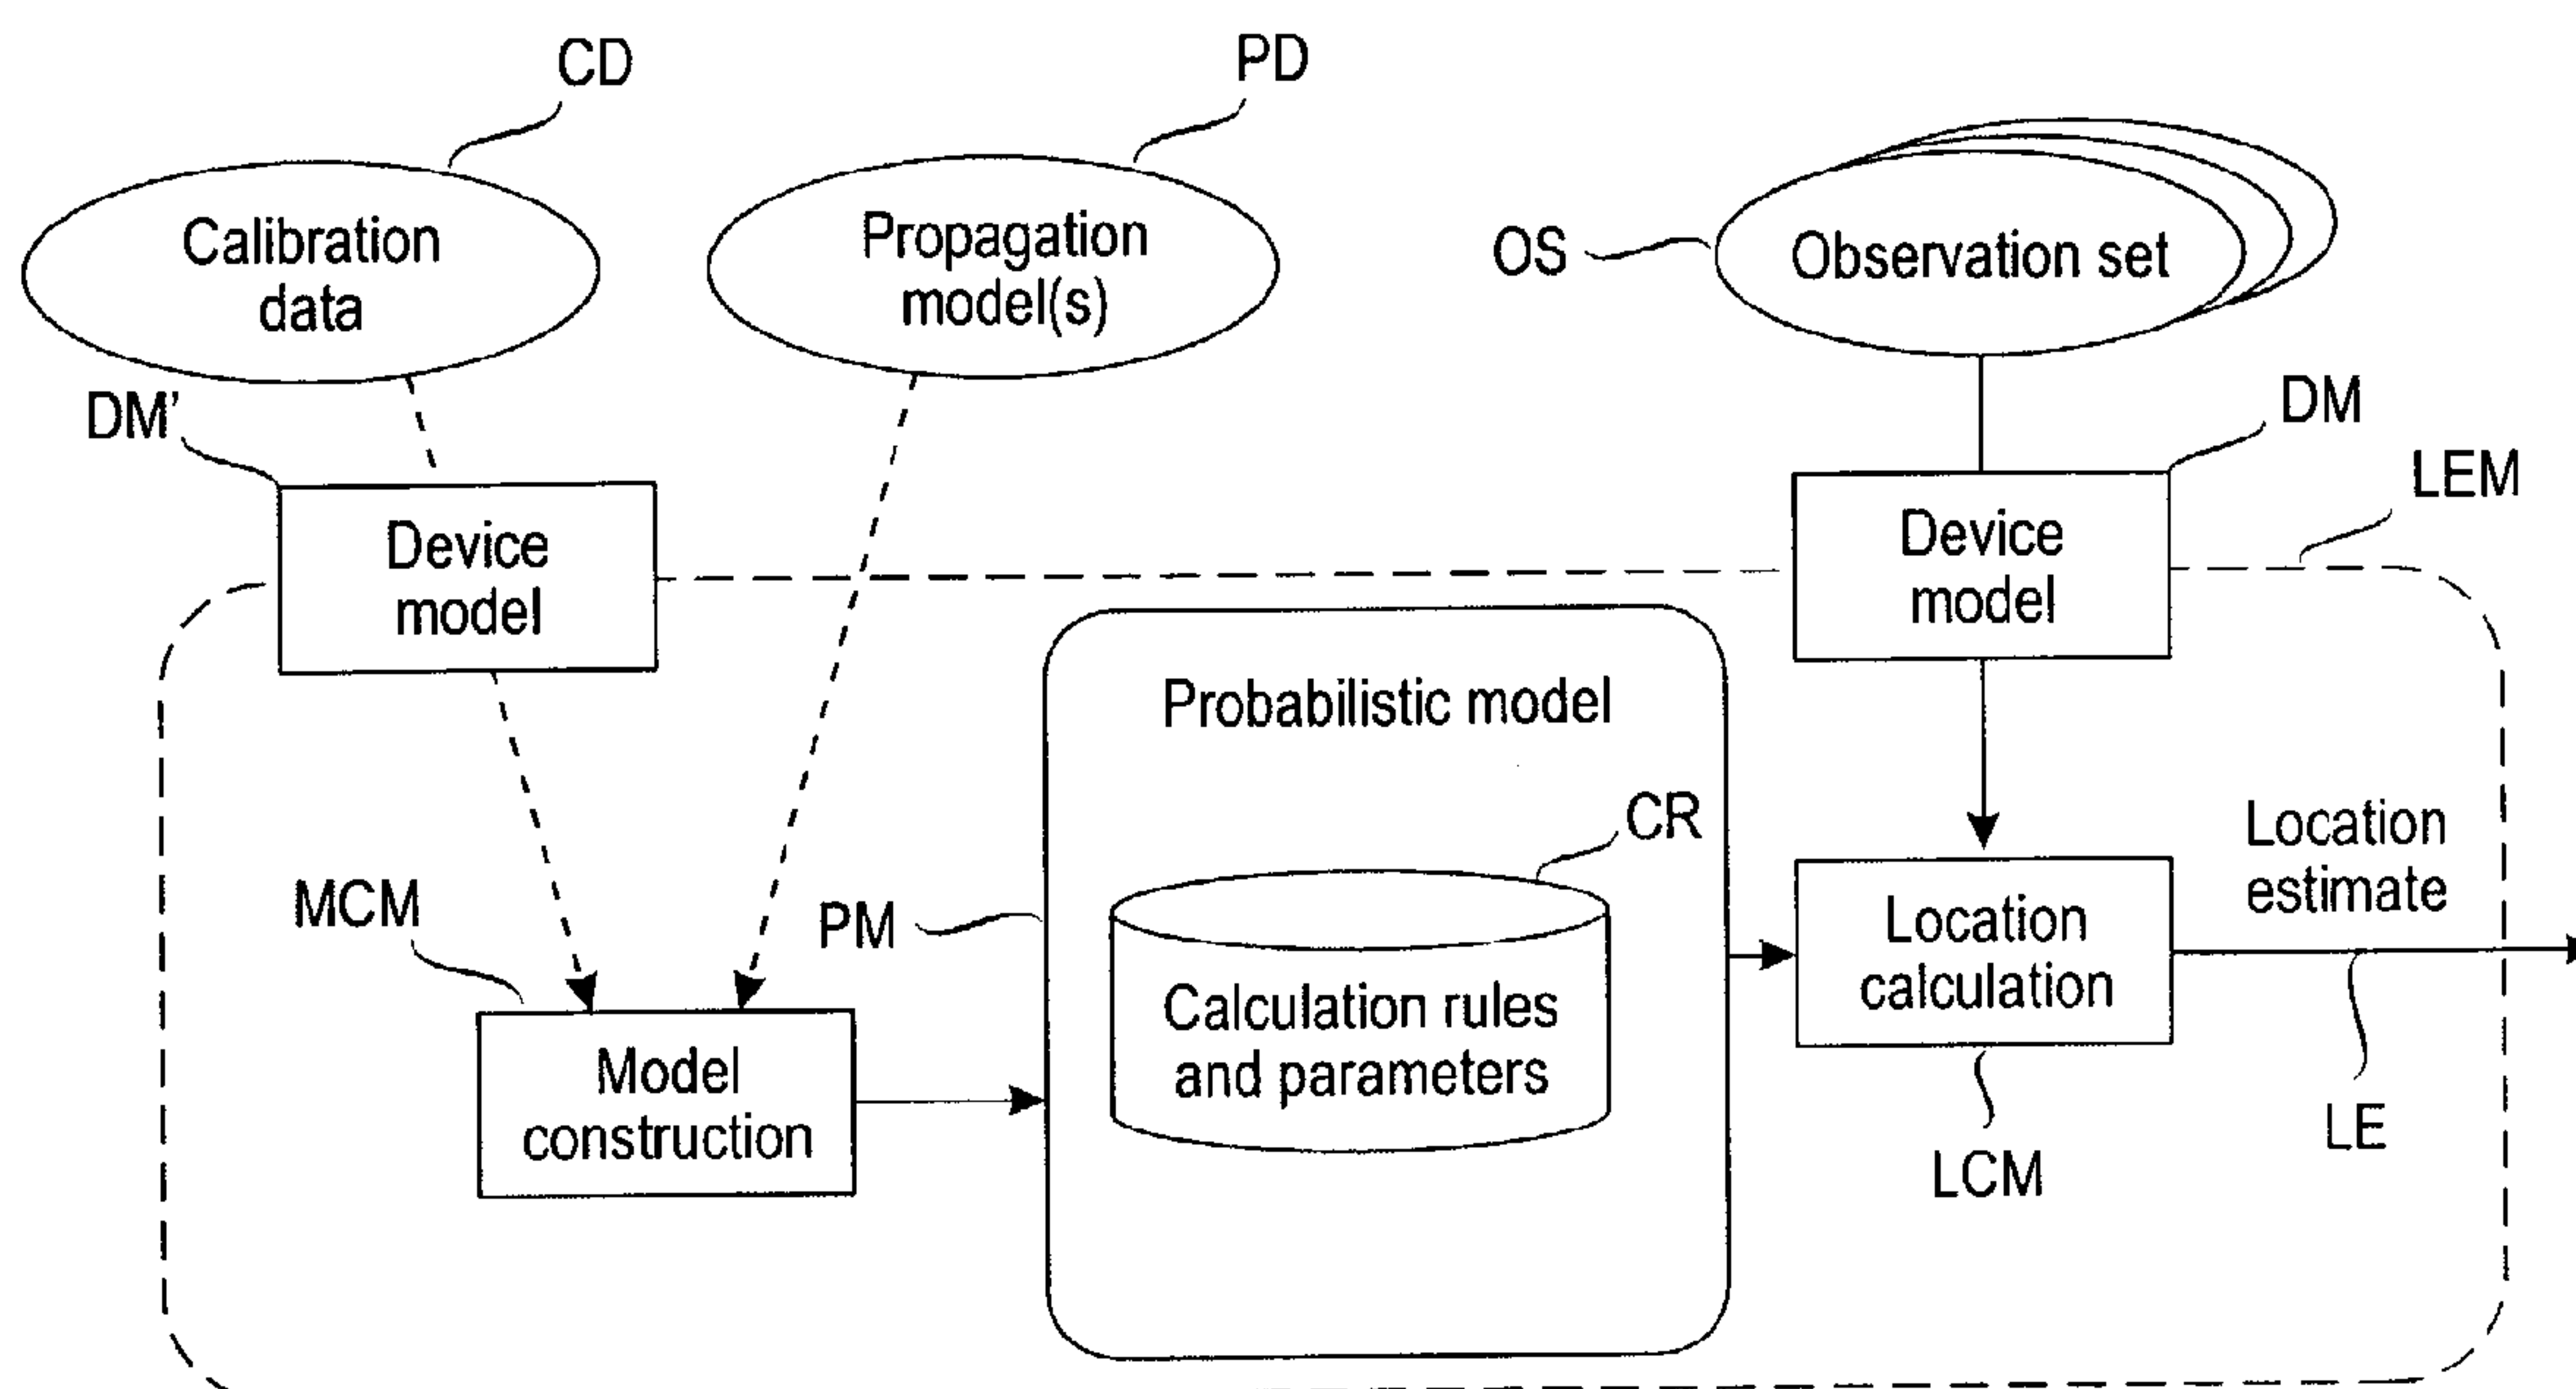 CD
PD
Calibration
data
Propagation
model(s)
OS
Observation set
DM'
DM
LEM
Device
model
Device
model
Probabilistic model
CR
Location
estimate
MCM
PM
Location
calculation
Calculation rules
and parameters
Model
construction
LE
LCM